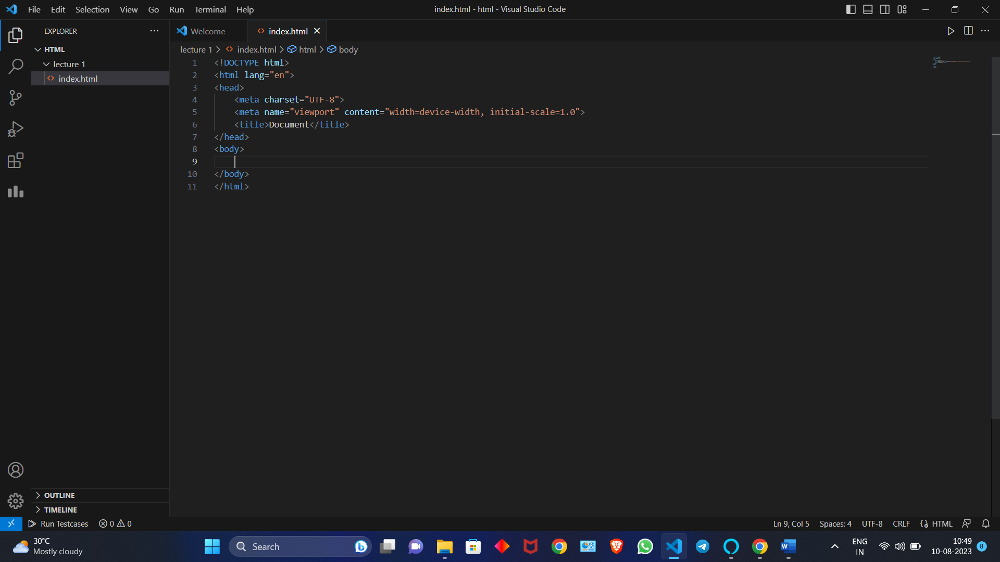 File Edit Selection View Go Run Terminal Help
index.html - html - Visual Studio Code
EXPLORER
HTML
lecture 1
index.html
Welcome
index.html
lecture 1 > index.html > html > body
1 <!DOCTYPE html>
2 <html lang="en">
3 <head>
4     <meta charset="UTF-8">
5     <meta name="viewport" content="width=device-width, initial-scale=1.0">
6     <title>Document</title>
7 </head>
8 <body>
9
10 </body>
11 </html>
OUTLINE
TIMELINE
Run Testcases 0 0
Ln 9, Col 5 Spaces: 4 UTF-8 CRLF HTML
30°C
Mostly cloudy
Search
ENG
IN
10:49
10-08-2023
8